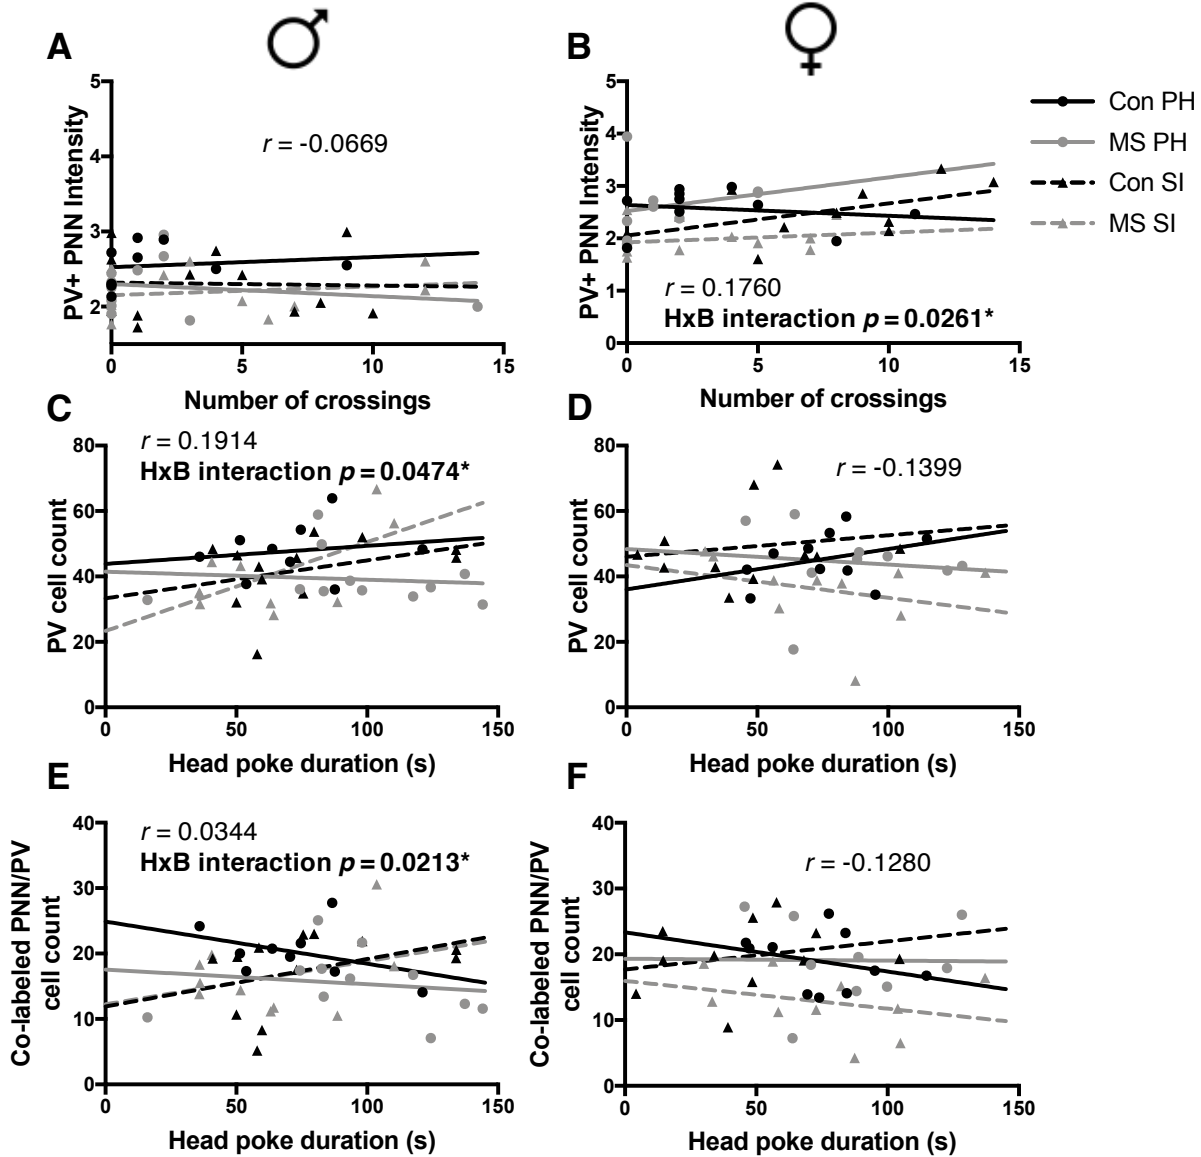 A
B
5
4
3
2
PV+ PNN Intensity
r = -0.0669
0
5
10
15
Number of crossings
5
4
3
2
1
0
PV+ PNN Intensity
r = 0.1760
HxB interaction p = 0.0261*
0
5
10
15
Number of crossings
Con PH
MS PH
Con SI
MS SI
C
80
60
40
20
0
PV cell count
r = 0.1914
HxB interaction p = 0.0474*
0
50
100
150
Head poke duration (s)
D
80
60
40
20
0
PV cell count
r = -0.1399
0
50
100
150
Head poke duration (s)
E
40
30
20
10
0
Co-labeled PNN/PV
cell count
r = 0.0344
HxB interaction p = 0.0213*
0
50
100
150
Head poke duration (s)
F
40
30
20
10
0
Co-labeled PNN/PV
cell count
r = -0.1280
0
50
100
150
Head poke duration (s)